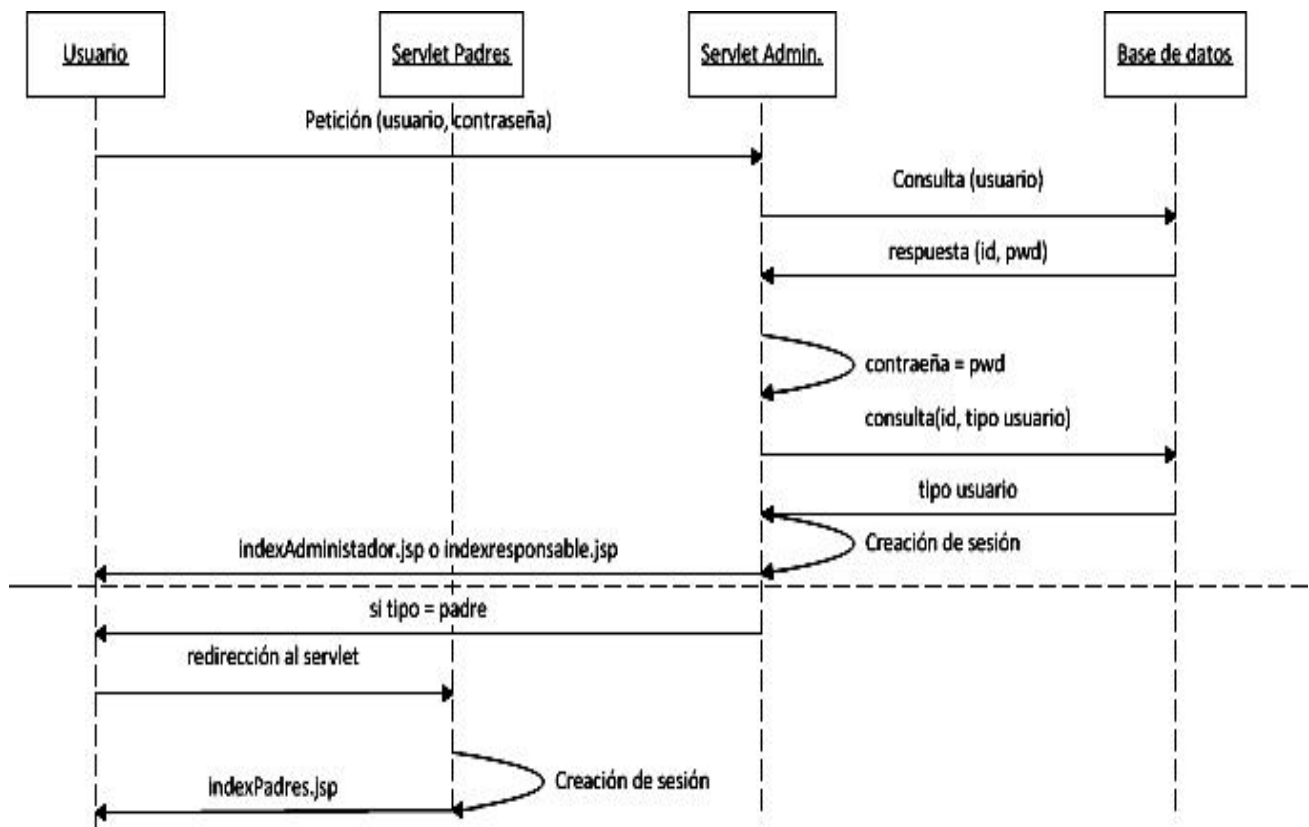 Usuario
Servlet Padres
Servlet Admin.
Base de datos
Petición (usuario, contraseña)
Consulta (usuario)
respuesta (id, pwd)
contraeña = pwd
consulta(id, tipo usuario)
tipo usuario
Creación de sesión
indexAdministador.jsp o indexresponsable.jsp
si tipo = padre
redirección al servlet
Creación de sesión
indexPadres.jsp